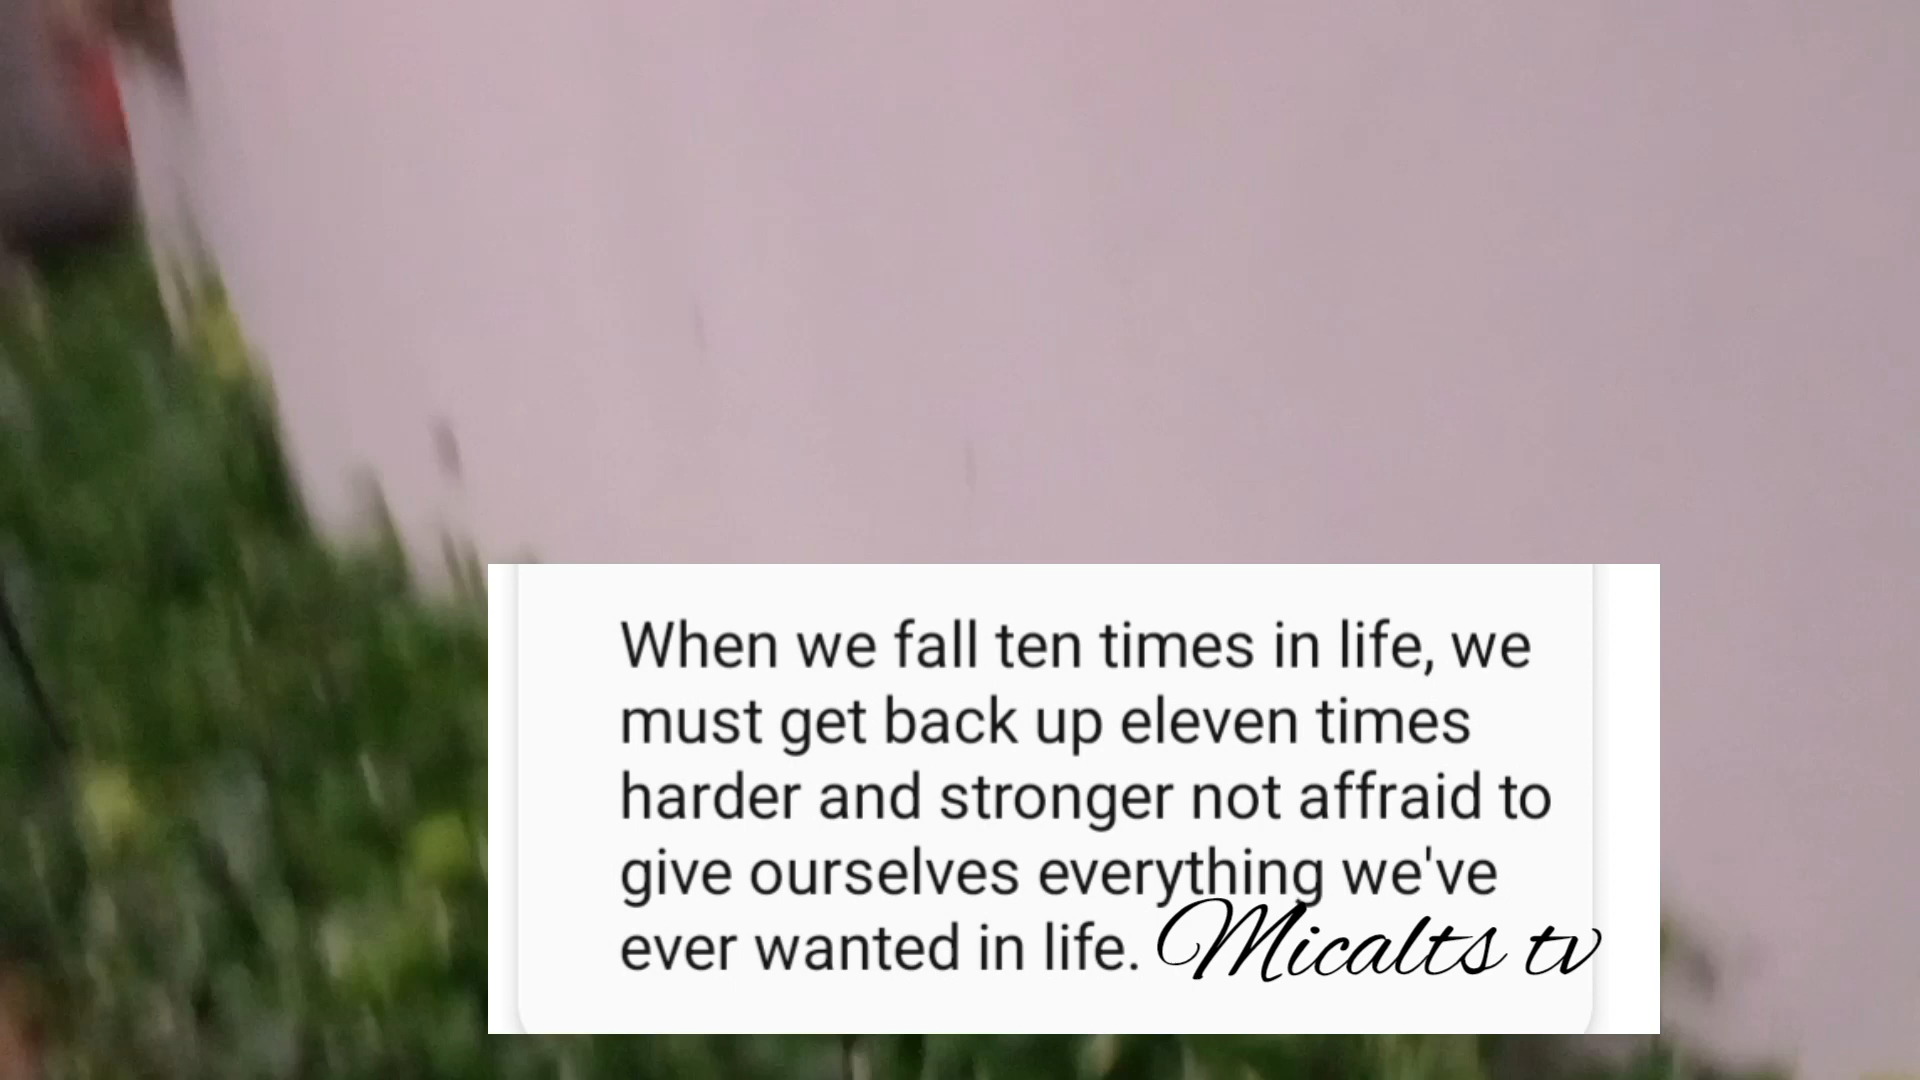 When we fall ten times in life, we
must get back up eleven times
harder and stronger not affraid to
give ourselves everything we've
ever wanted in life. Micalts tv